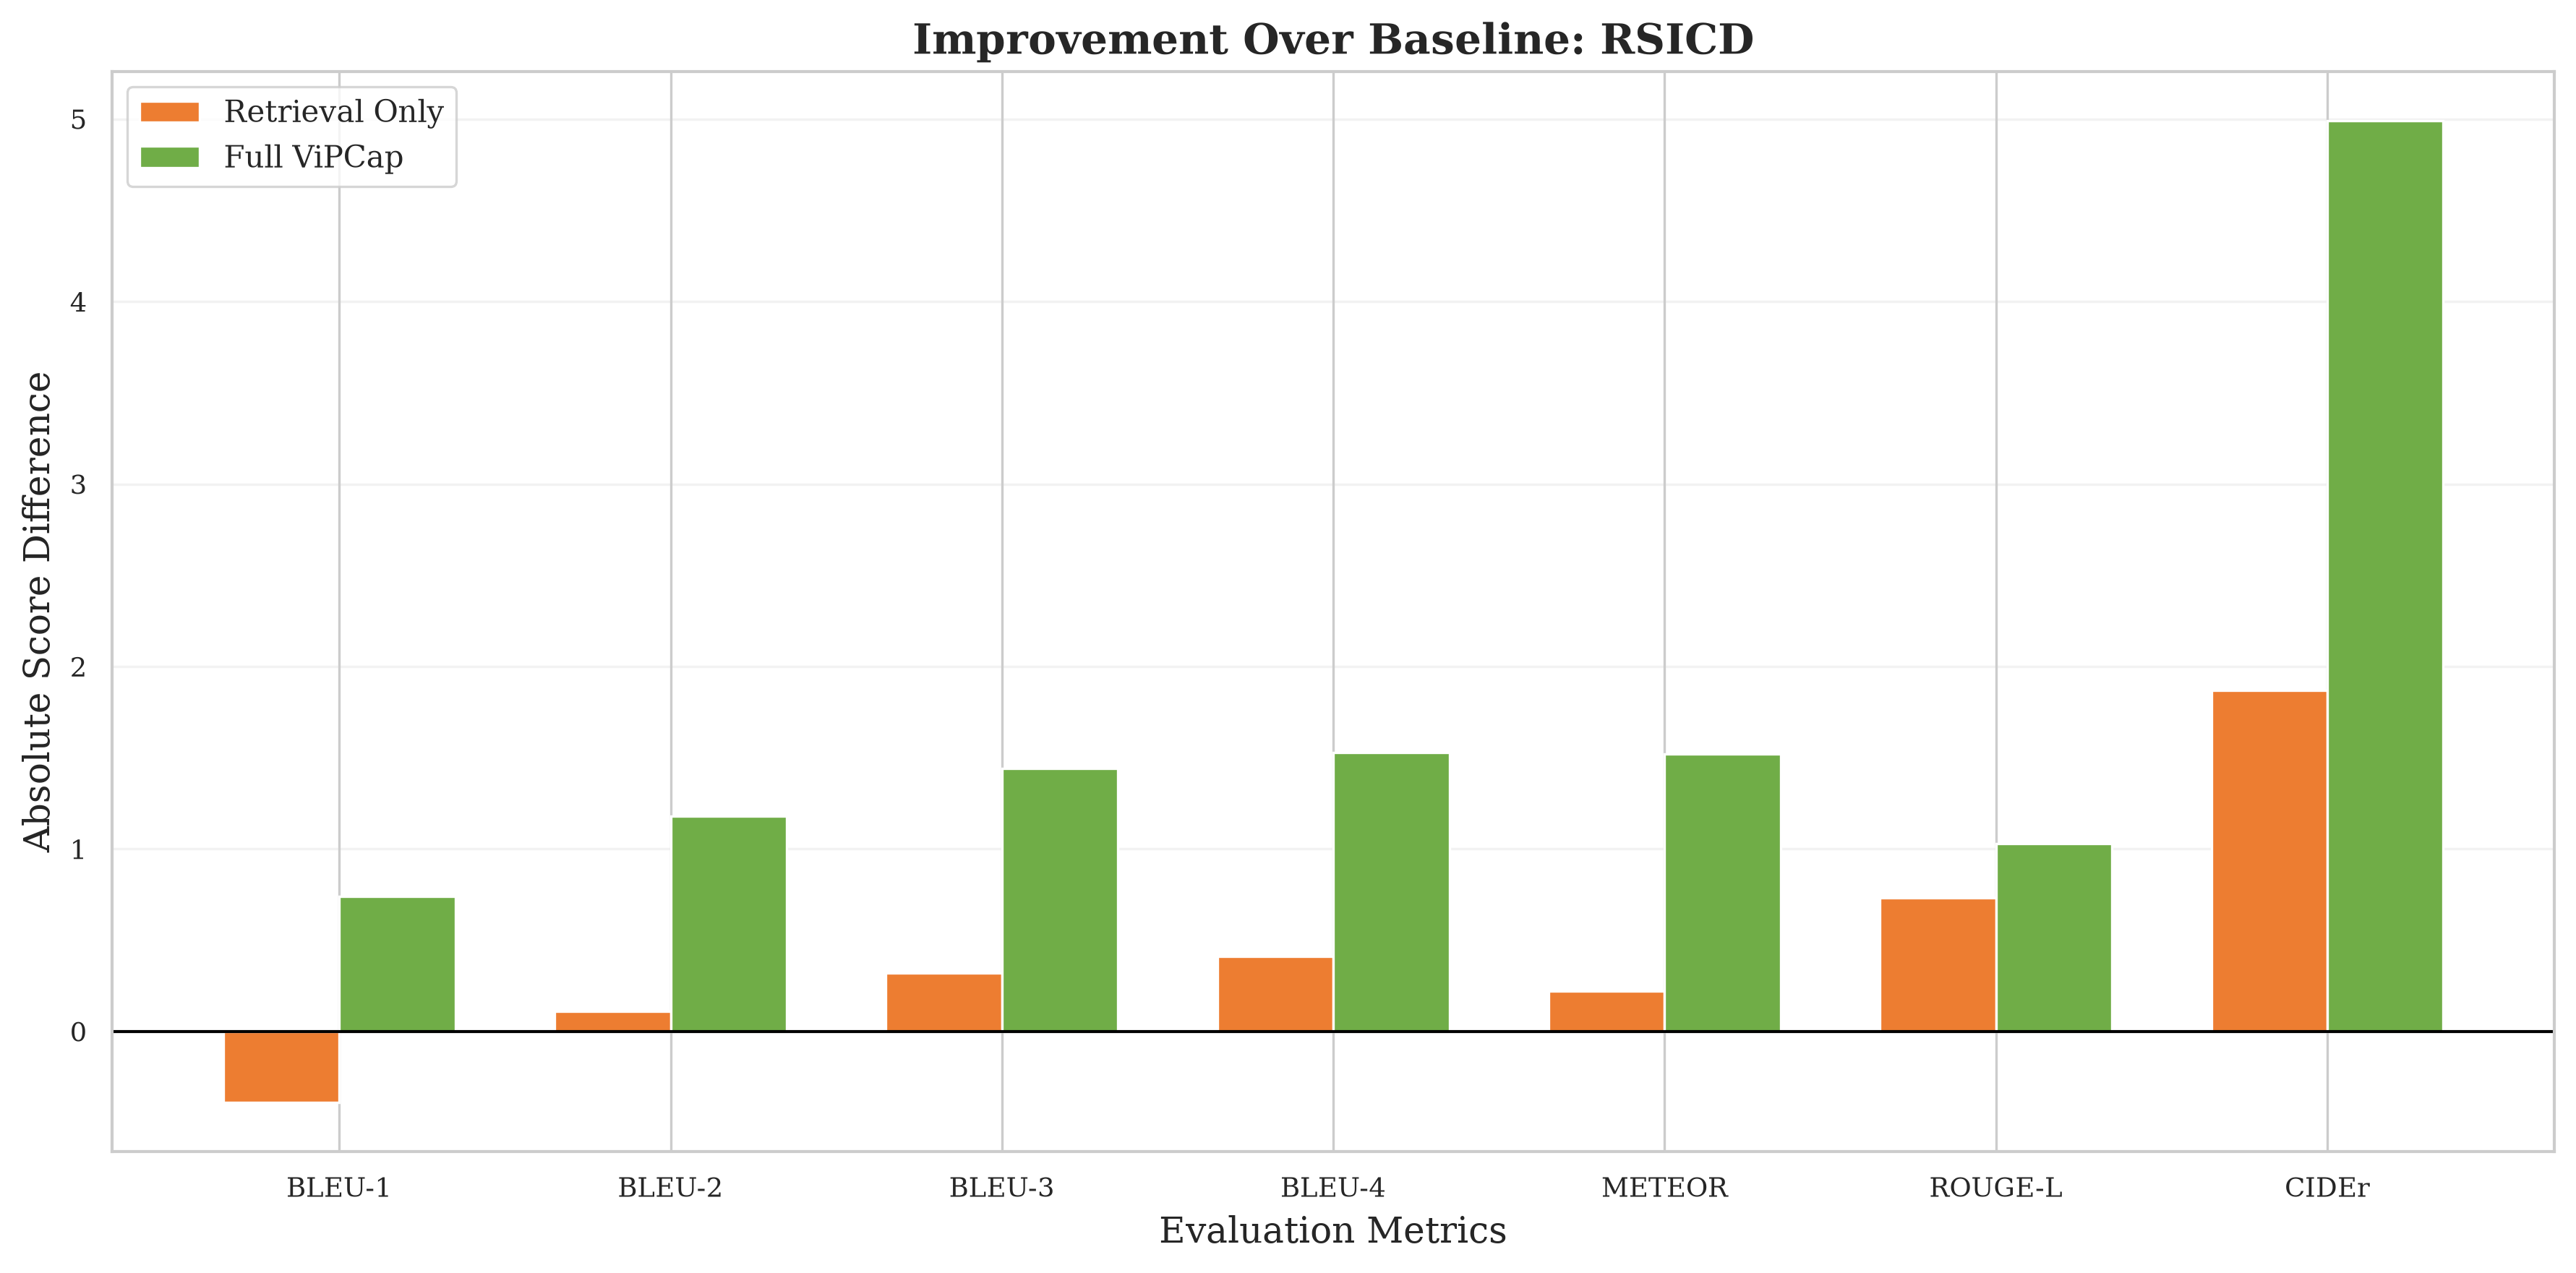 Improvement Over Baseline: RSICD
Retrieval Only
Full ViPCap
Absolute Score Difference
5
4
3
2
1
0
BLEU-1 BLEU-2 BLEU-3 BLEU-4 METEOR ROUGE-L CIDEr
Evaluation Metrics